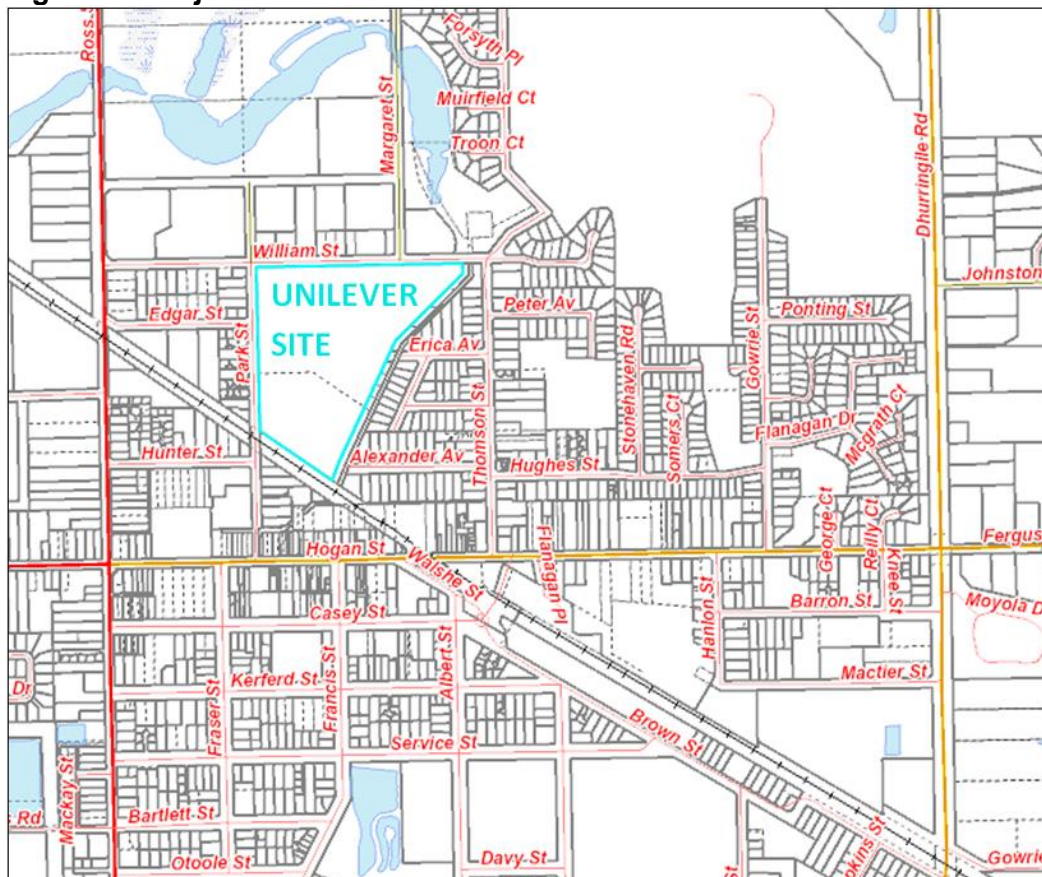 Ross S
Forsyth Pl
Muirfield Ct
Troon Ct
Margaret St
Dhurringile Rd
William St
Johnston
UNILEVER
SITE
Edgar St
Park St
Peter Av
Ponting St
Erica Av
Gowrie St
Stonehaven Rd
Thomson St
Somers Ct
Flanagan Dr
Mcgrath Ct
Hunter St
Alexander Av
Hughes St
George Ct
Reilly Ct
Hogan St
Walshe St
Flanagan Pl
Knee St
Fergus
Casey St
Hanlon St
Barron St
Moyola D
Albert St
Kerferd St
Francis St
Fraser St
Mactier St
Dr
Service St
Brown St
Mackay St
s Rd
Bartlett St
Otoole St
Davy St
pkins St
Gowrie